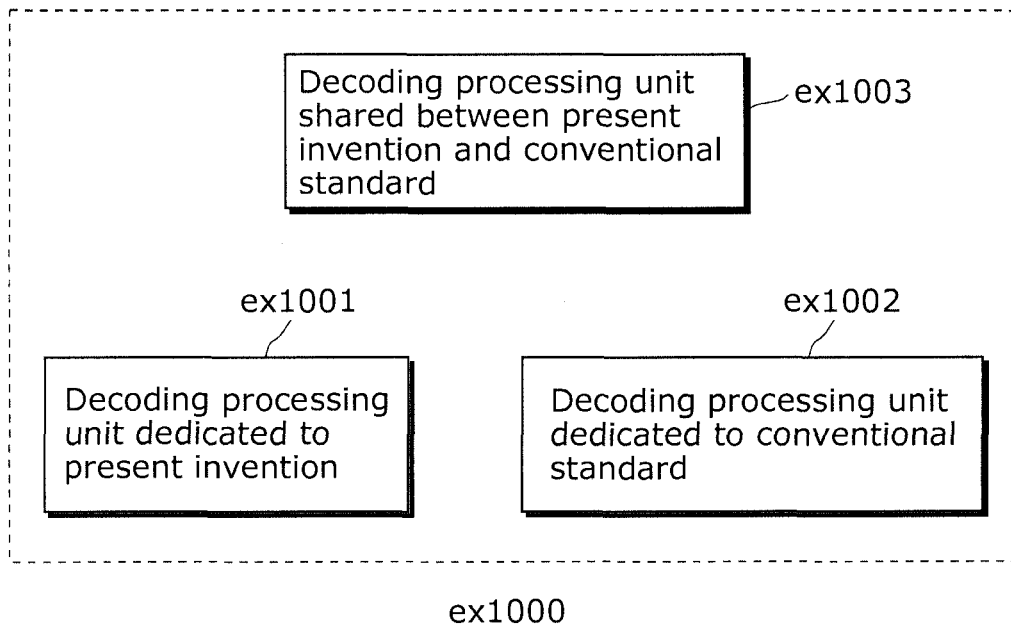 Decoding processing unit
shared between present
invention and conventional
standard
ex1003
ex1001
Decoding processing
unit dedicated to
present invention
ex1002
Decoding processing unit
dedicated to conventional
standard
ex1000